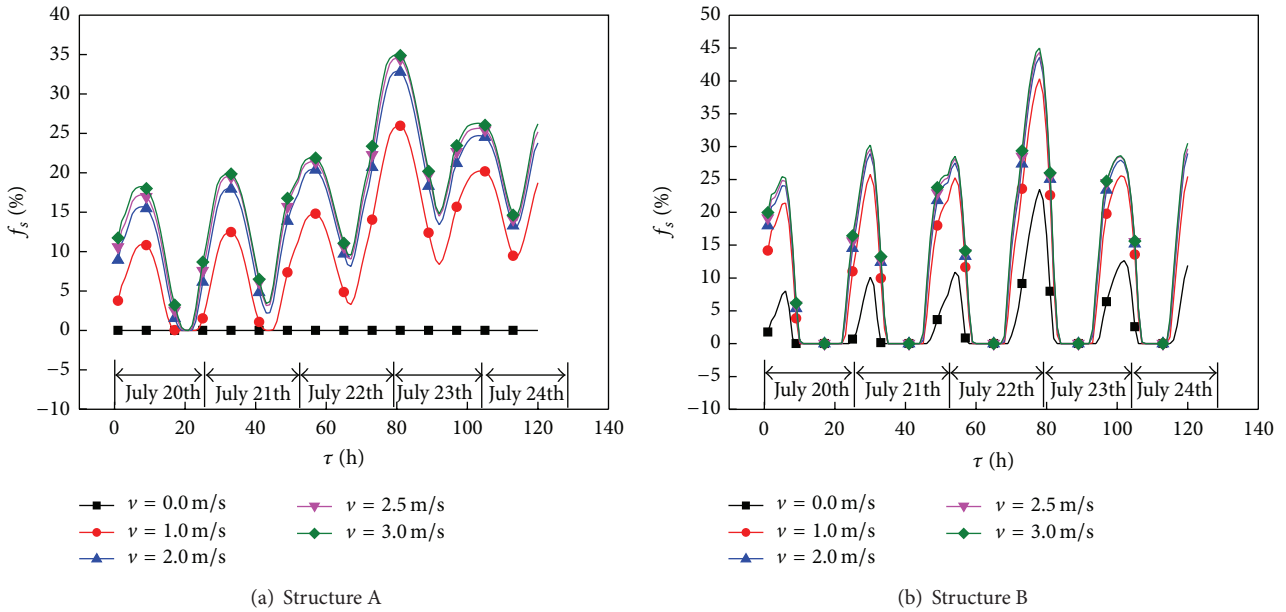 40
35
30
25
20
15
10
5
0
−5
−10
f_s (%)
July 20th
July 21th
July 22th
July 23th
July 24th
0 20 40 60 80 100 120 140
τ (h)
v = 0.0 m/s
v = 1.0 m/s
v = 2.0 m/s
v = 2.5 m/s
v = 3.0 m/s
(a) Structure A
50
45
40
35
30
25
20
15
10
5
0
−5
−10
f_s (%)
July 20th
July 21th
July 22th
July 23th
July 24th
0 20 40 60 80 100 120 140
τ (h)
v = 0.0 m/s
v = 1.0 m/s
v = 2.0 m/s
v = 2.5 m/s
v = 3.0 m/s
(b) Structure B